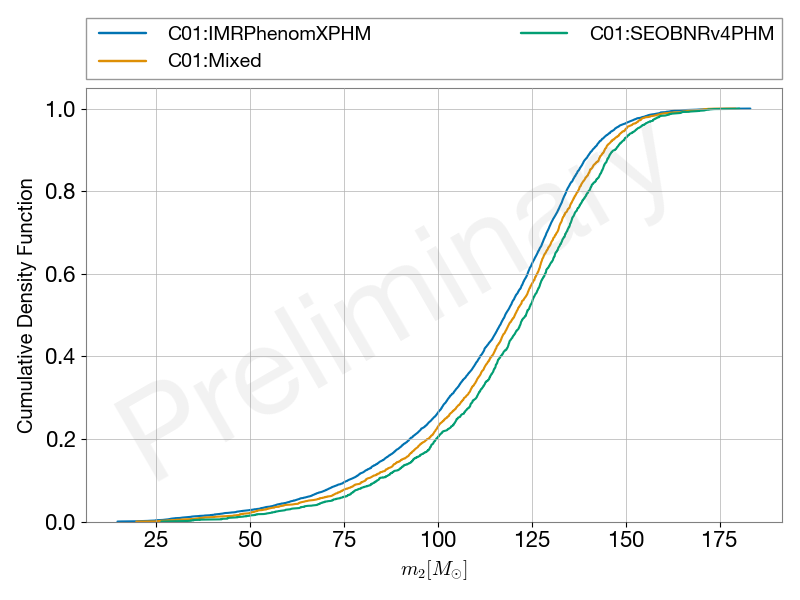 C01:IMRPhenomXPHM
C01:Mixed
C01:SEOBNRv4PHM
1.0
0.8
0.6
0.4
0.2
0.0
Cumulative Density Function
Preliminary
25 50 75 100 125 150 175
m₂[M☉]